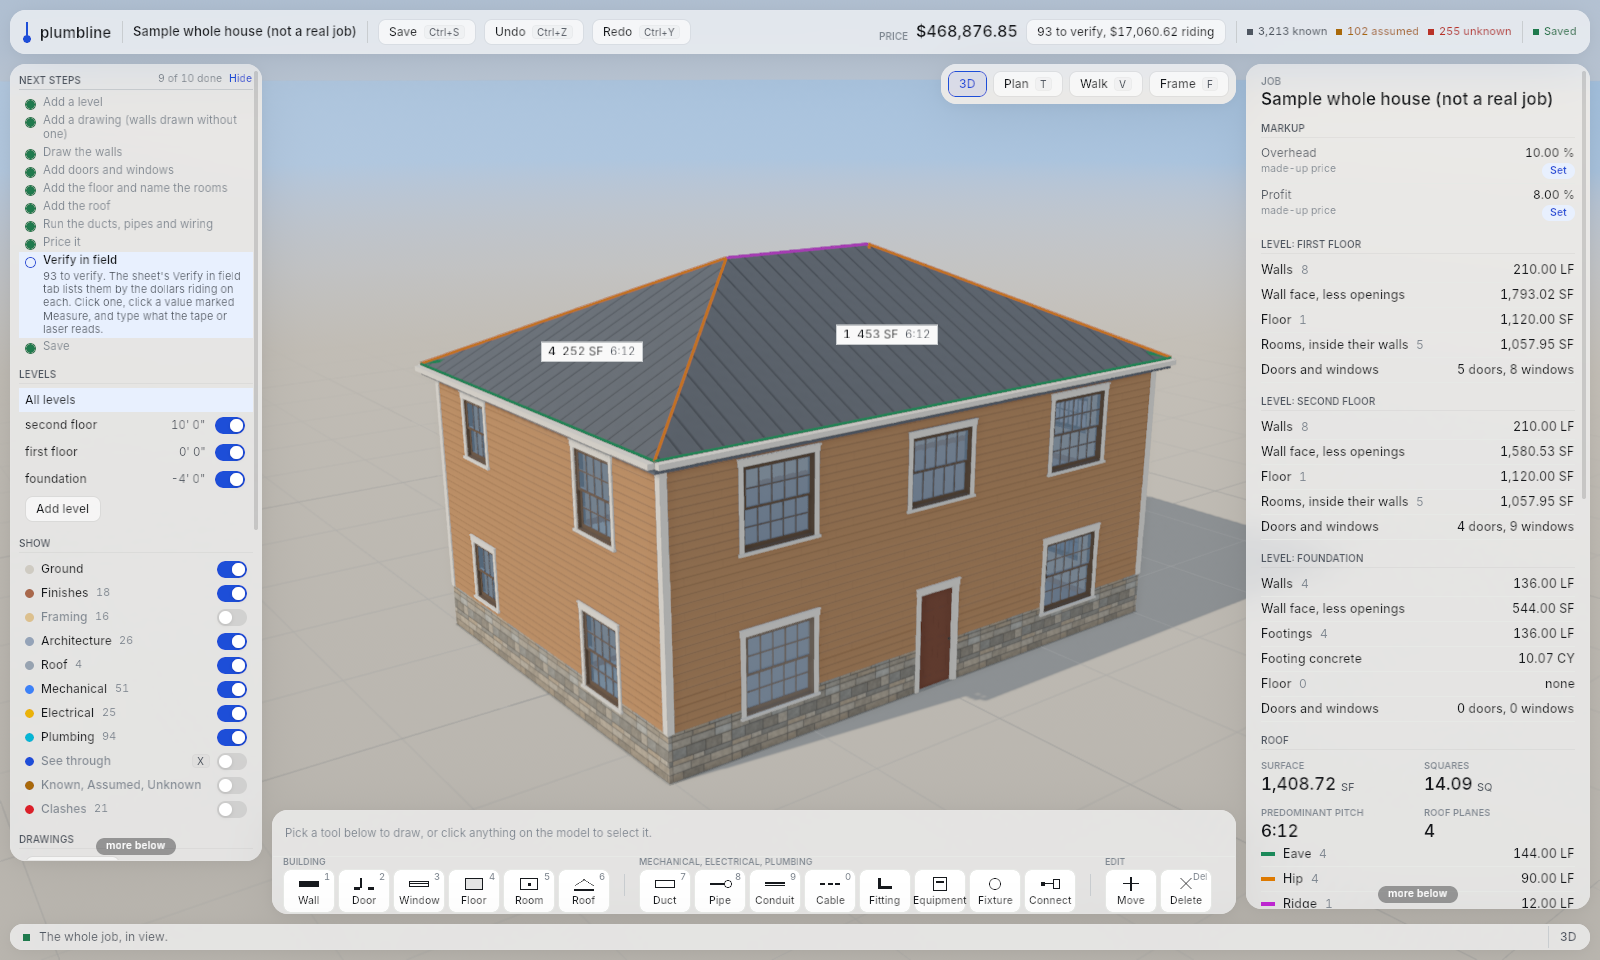 plumbline
Sample whole house (not a real job)
Save Ctrl+S
Undo Ctrl+Z
Redo Ctrl+Y
PRICE $468,876.85
93 to verify, $17,060.62 riding
3,213 known
102 assumed
255 unknown
Saved
NEXT STEPS 9 of 10 done Hide
Add a level
Add a drawing (walls drawn without
one)
Draw the walls
Add doors and windows
Add the floor and name the rooms
Add the roof
Run the ducts, pipes and wiring
Price it
Verify in field
93 to verify. The sheet's Verify in field
tab lists them by the dollars riding on
each. Click one, click a value marked
Measure, and type what the tape or
laser reads.
Save
LEVELS
All levels
second floor 10' 0"
first floor 0' 0"
foundation -4' 0"
Add level
SHOW
Ground
Finishes 18
Framing 16
Architecture 26
Roof 4
Mechanical 51
Electrical 25
Plumbing 94
See through X
Known, Assumed, Unknown
Clashes 21
DRAWINGS
more below
3D
Plan T
Walk V
Frame F
4 252 SF 6:12
1 453 SF 6:12
Pick a tool below to draw, or click anything on the model to select it.
BUILDING
Wall 1
Door 2
Window 3
Floor 4
Room 5
Roof 6
MECHANICAL, ELECTRICAL, PLUMBING
Duct 7
Pipe 8
Conduit 9
Cable 0
Fitting
Equipment
Fixture
Connect
EDIT
Move
Delete Del
JOB
Sample whole house (not a real job)
MARKUP
Overhead 10.00 %
made-up price Set
Profit 8.00 %
made-up price Set
LEVEL: FIRST FLOOR
Walls 8 210.00 LF
Wall face, less openings 1,793.02 SF
Floor 1 1,120.00 SF
Rooms, inside their walls 5 1,057.95 SF
Doors and windows 5 doors, 8 windows
LEVEL: SECOND FLOOR
Walls 8 210.00 LF
Wall face, less openings 1,580.53 SF
Floor 1 1,120.00 SF
Rooms, inside their walls 5 1,057.95 SF
Doors and windows 4 doors, 9 windows
LEVEL: FOUNDATION
Walls 4 136.00 LF
Wall face, less openings 544.00 SF
Footings 4 136.00 LF
Footing concrete 10.07 CY
Floor 0 none
Doors and windows 0 doors, 0 windows
ROOF
SURFACE SQUARES
1,408.72 SF 14.09 SQ
PREDOMINANT PITCH ROOF PLANES
6:12 4
Eave 4 144.00 LF
Hip 4 90.00 LF
more below
Ridge 1 12.00 LF
The whole job, in view.
3D